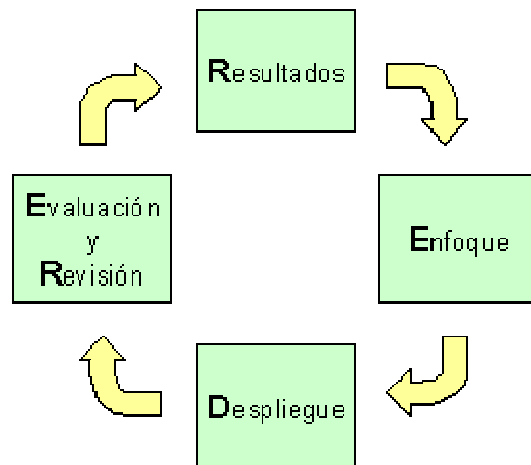 Resultados
Enfoque
Despliegue
Evaluación
y
Revisión